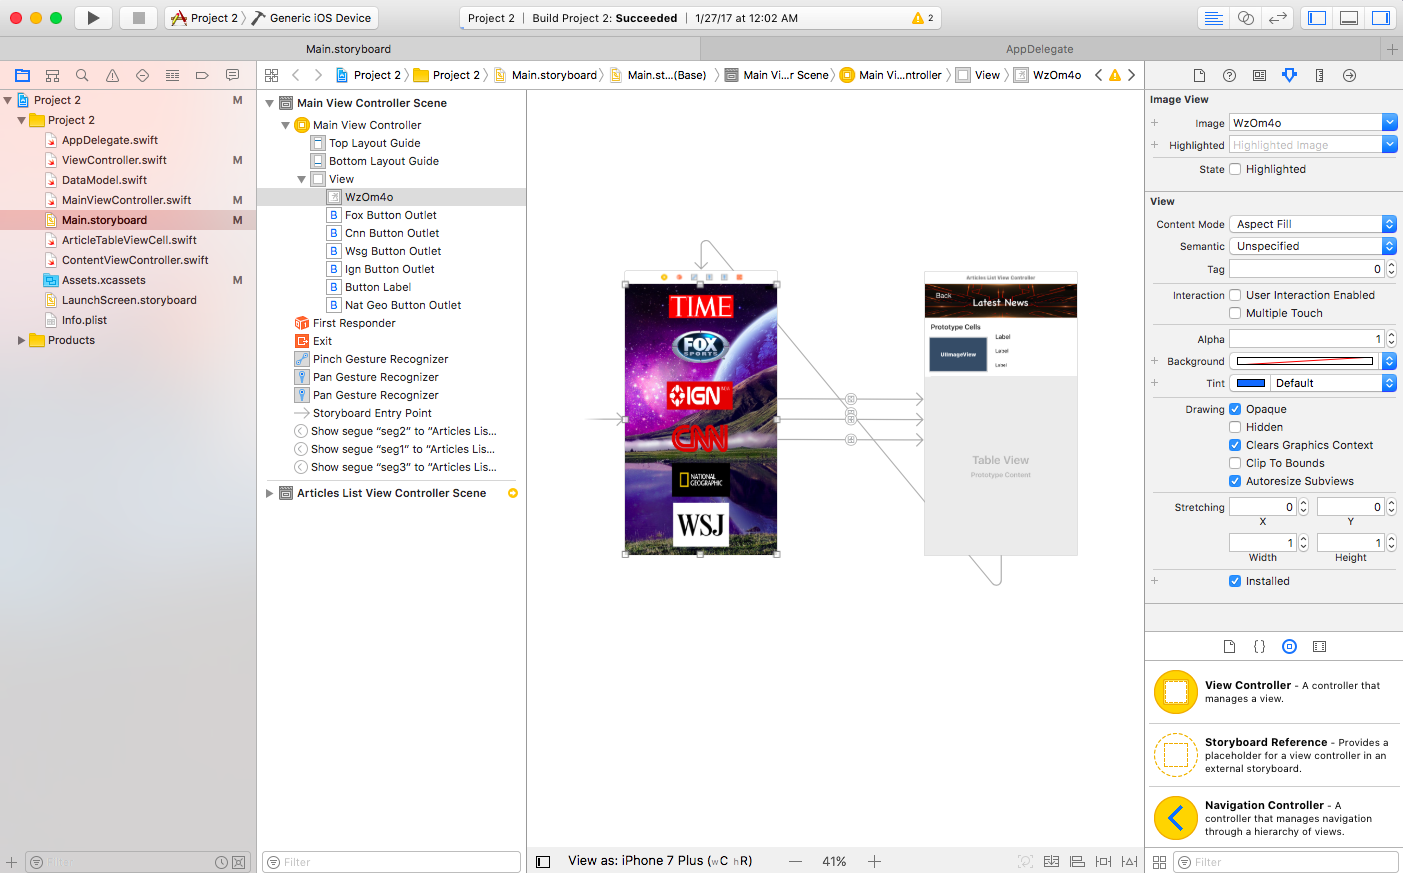 Project 2
Generic iOS Device
Project 2 | Build Project 2: Succeeded | 1/27/17 at 12:02 AM
2
Main.storyboard
AppDelegate
Project 2
Project 2
Main.storyboard
Main.st...(Base)
Main Vi...r Scene
Main Vi...ntroller
View
WzOm4o
Project 2 M
Project 2
AppDelegate.swift
ViewController.swift M
DataModel.swift
MainViewController.swift M
Main.storyboard M
ArticleTableViewCell.swift
ContentViewController.swift
Assets.xcassets M
LaunchScreen.storyboard
Info.plist
Products
Filter
Main View Controller Scene
Main View Controller
Top Layout Guide
Bottom Layout Guide
View
WzOm4o
B Fox Button Outlet
B Cnn Button Outlet
B Wsg Button Outlet
B Ign Button Outlet
B Button Label
B Nat Geo Button Outlet
First Responder
Exit
Pinch Gesture Recognizer
Pan Gesture Recognizer
Pan Gesture Recognizer
Storyboard Entry Point
Show segue “seg2” to “Articles Lis...
Show segue “seg1” to “Articles Lis...
Show segue “seg3” to “Articles Lis...
Articles List View Controller Scene
Filter
TIME
FOX
SPORTS
IGN
CNN
NATIONAL
GEOGRAPHIC
WSJ
Articles List View Controller
Back
Latest News
Prototype Cells
UIImageView
Label
Label
Label
Table View
Prototype Content
View as: iPhone 7 Plus (wC hR)
41%
Image View
Image WzOm4o
Highlighted Highlighted Image
State Highlighted
View
Content Mode Aspect Fill
Semantic Unspecified
Tag 0
Interaction User Interaction Enabled
Multiple Touch
Alpha 1
Background
Tint Default
Drawing Opaque
Hidden
Clears Graphics Context
Clip To Bounds
Autoresize Subviews
Stretching 0 0
X Y
1 1
Width Height
Installed
View Controller - A controller that
manages a view.
Storyboard Reference - Provides a
placeholder for a view controller in an
external storyboard.
Navigation Controller - A
controller that manages navigation
through a hierarchy of views.
Filter